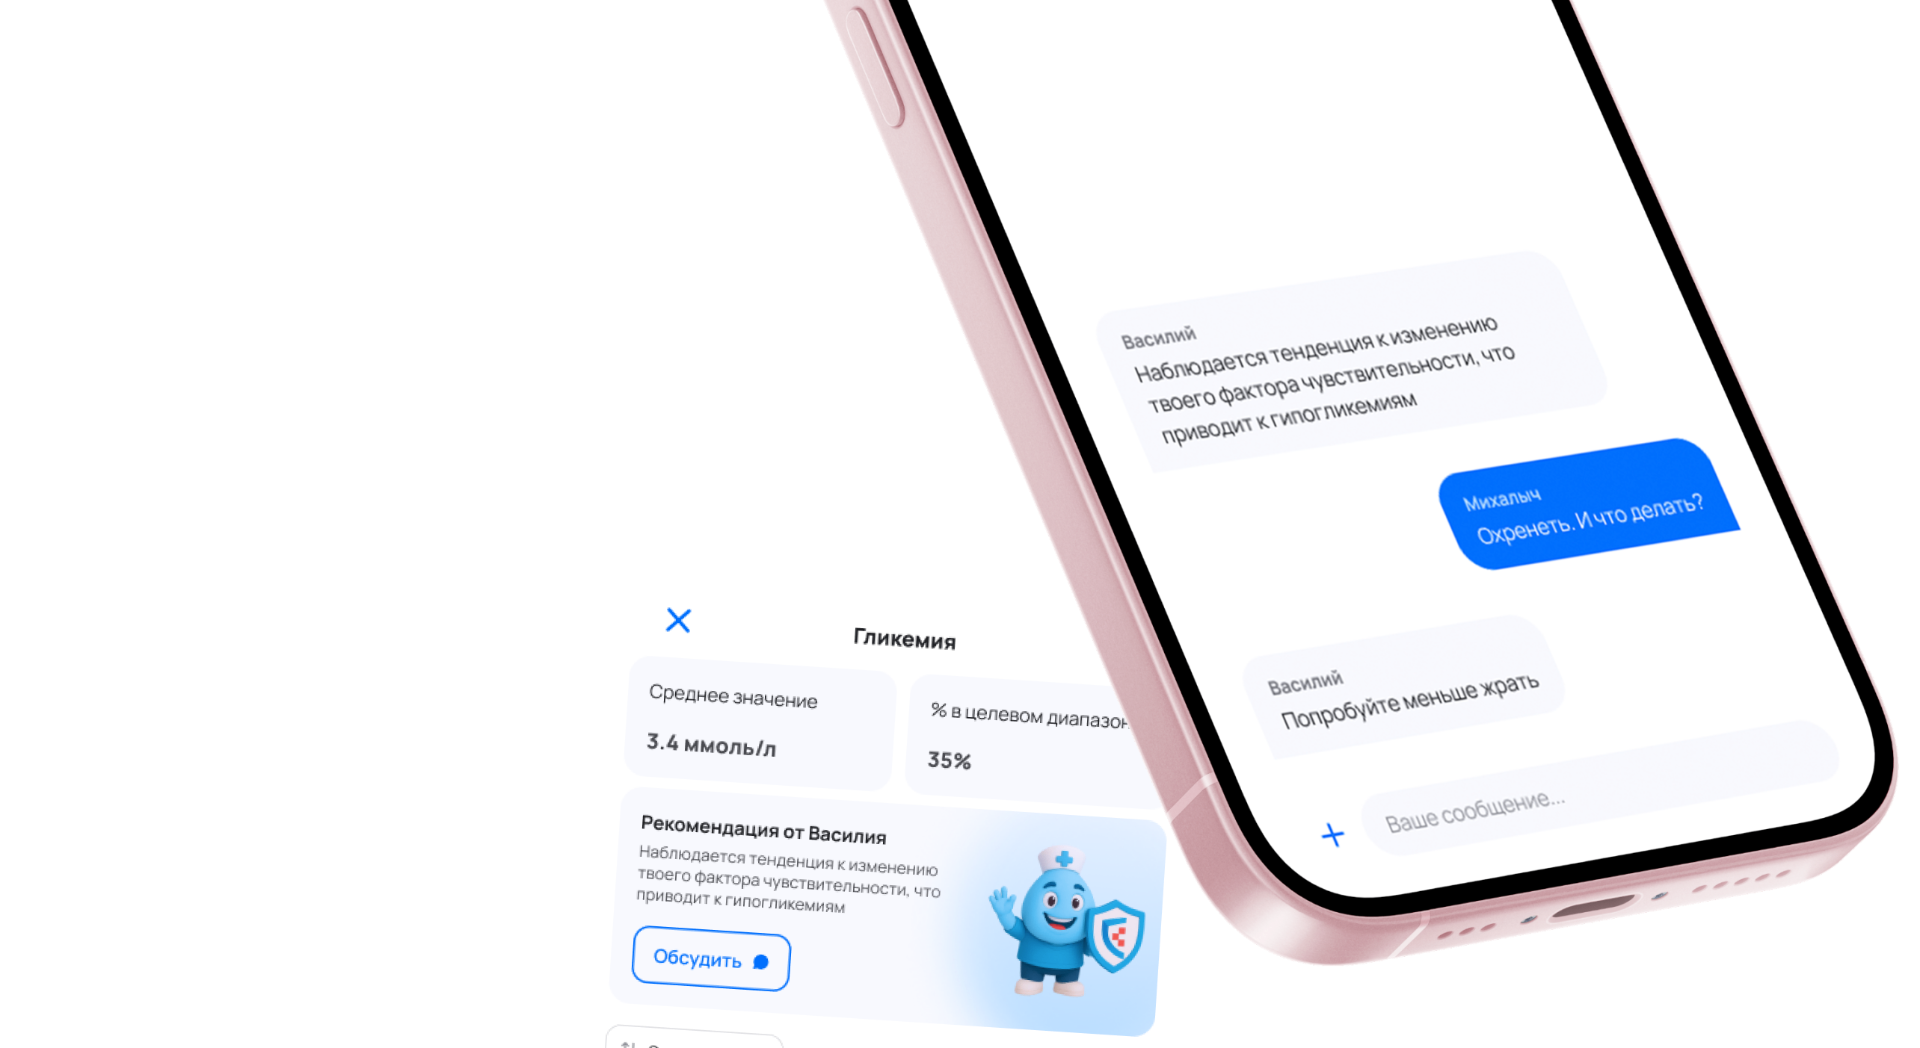 Василий
Наблюдается тенденция к изменению
твоего фактора чувствительности, что
приводит к гипогликемиям
Михалыч
Охренеть. И что делать?
Василий
Попробуйте меньше жрать
Ваше сообщение...
Гликемия
Среднее значение
3.4 ммоль/л
% в целевом диапазон
35%
Рекомендация от Василия
Наблюдается тенденция к изменению
твоего фактора чувствительности, что
приводит к гипогликемиям
Обсудить